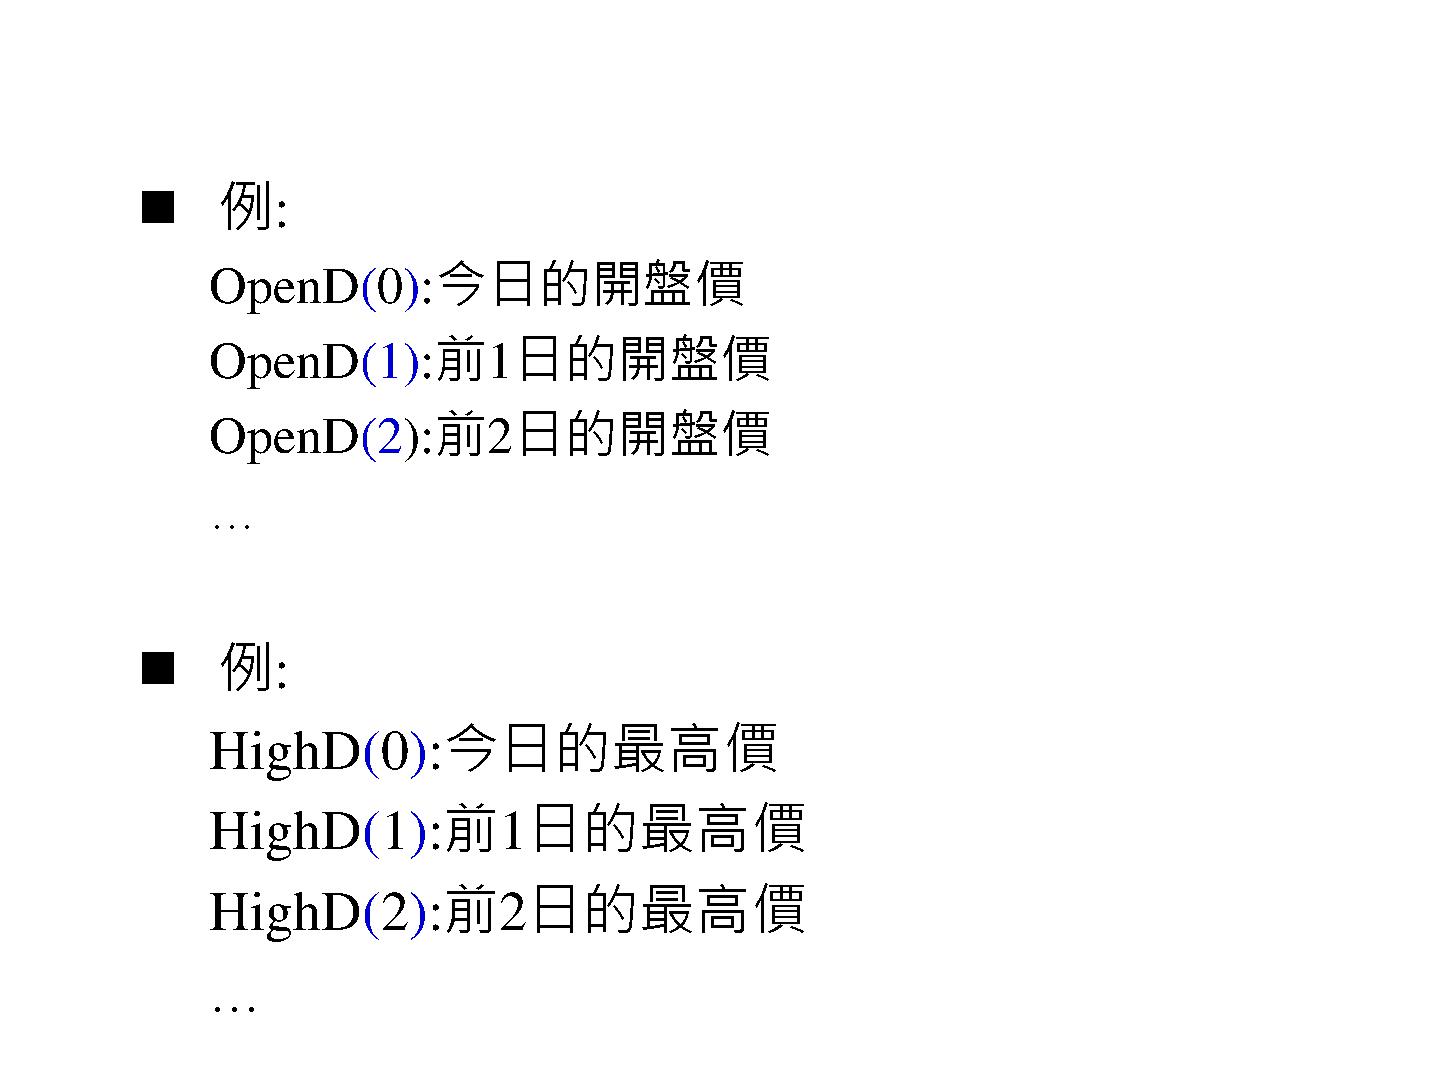 ■ 例:
OpenD(0):今日的開盤價
OpenD(1):前1日的開盤價
OpenD(2):前2日的開盤價
…
■ 例:
HighD(0):今日的最高價
HighD(1):前1日的最高價
HighD(2):前2日的最高價
…